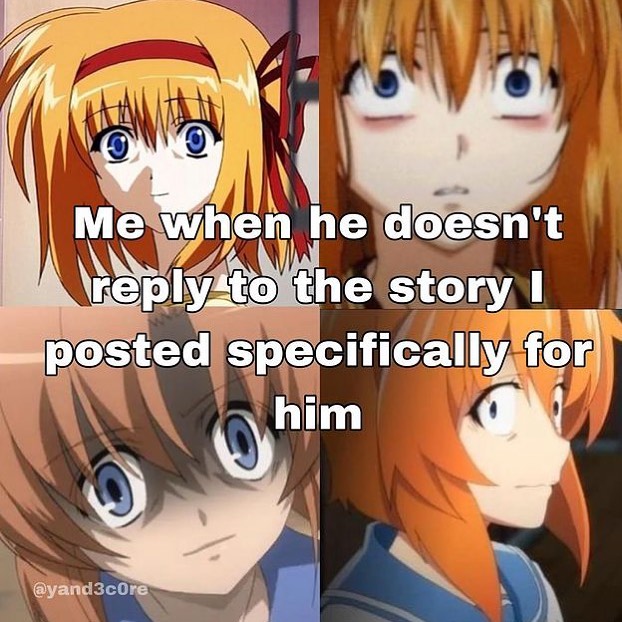 Me when he doesn't
reply to the story I
posted specifically for
him
@yand3c0re